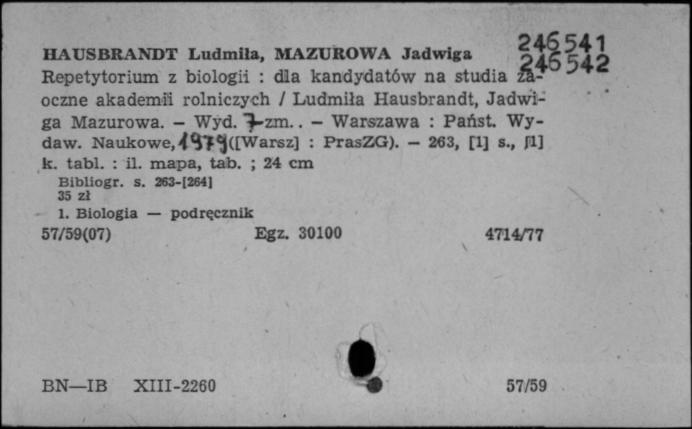 246541
HAUSBRANDT Ludmiła, MAZUROWA Jadwiga
246542
Repetytorium z biologii : dla kandydatów na studia za-
oczne akademii rolniczych / Ludmiła Hausbrandt, Jadwi-
ga Mazurowa. — Wyd. 7 zm.. — Warszawa : Państ. Wy-
daw. Naukowe, 1979 ([Warsz] : PrasZG). — 263, [1] s., [1]
k. tabl. : il. mapa, tab. ; 24 cm
Bibliogr. s. 263-[264]
35 zł
1. Biologia — podręcznik
57/59(07) Egz. 30100 4714/77
BN—IB XIII-2260 57/59